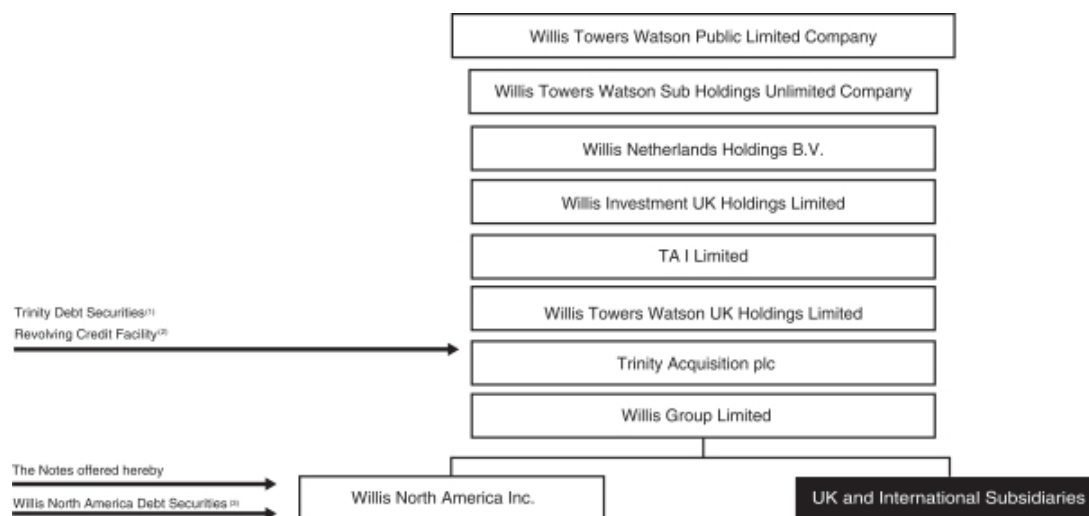 Willis Towers Watson Public Limited Company
Willis Towers Watson Sub Holdings Unlimited Company
Willis Netherlands Holdings B.V.
Willis Investment UK Holdings Limited
TA I Limited
Trinity Debt Securities(1)
Willis Towers Watson UK Holdings Limited
Revolving Credit Facility(2)
Trinity Acquisition plc
Willis Group Limited
The Notes offered hereby
Willis North America Inc.
UK and International Subsidiaries
Willis North America Debt Securities (3)